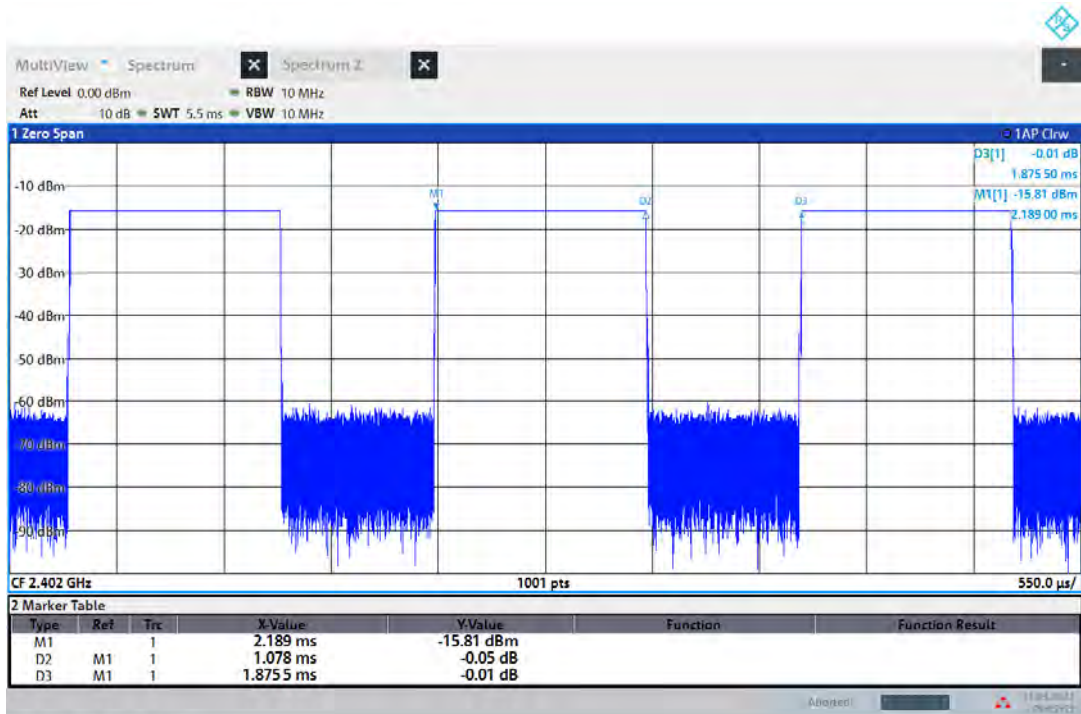 MultiView Spectrum X Spectrum 2 X
Ref Level 0.00 dBm RBW 10 MHz
Att 10 dB SWT 5.5 ms VBW 10 MHz
1 Zero Span 1AP Clrw
D3[1] -0.01 dB
1.875 50 ms
M1[1] -15.81 dBm
2.189 00 ms
M1
D2
D3
-10 dBm
-20 dBm
-30 dBm
-40 dBm
-50 dBm
-60 dBm
-70 dBm
-80 dBm
-90 dBm
CF 2.402 GHz 1001 pts 550.0 µs/
2 Marker Table
Type Ref Trc X-Value Y-Value Function Function Result
M1 1 2.189 ms -15.81 dBm
D2 M1 1 1.078 ms -0.05 dB
D3 M1 1 1.8755 ms -0.01 dB
Aborted